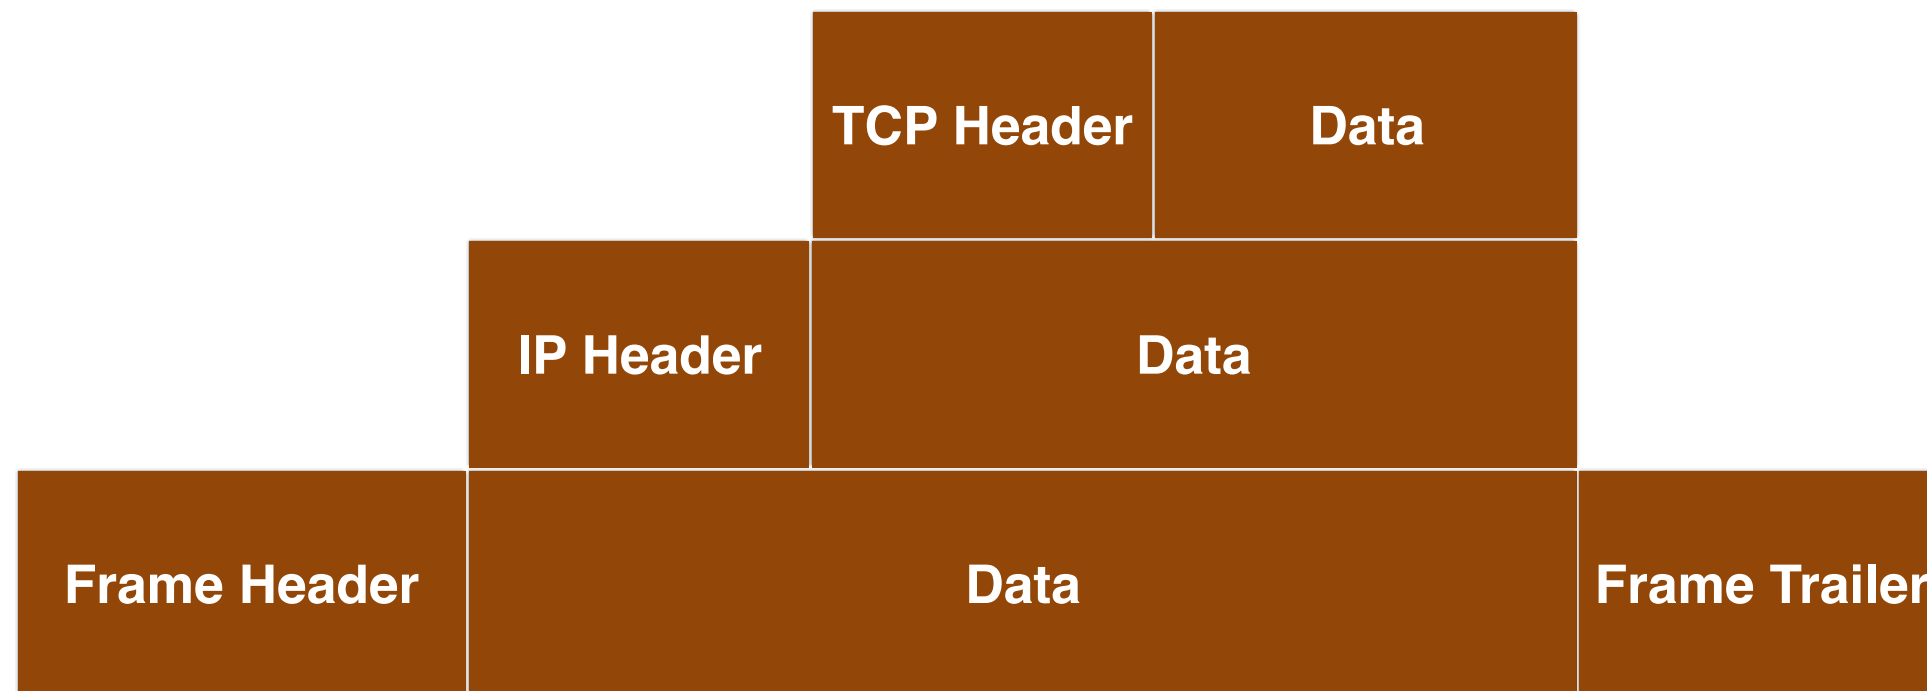 TCP Header Data
IP Header Data
Frame Header Data Frame Trailer